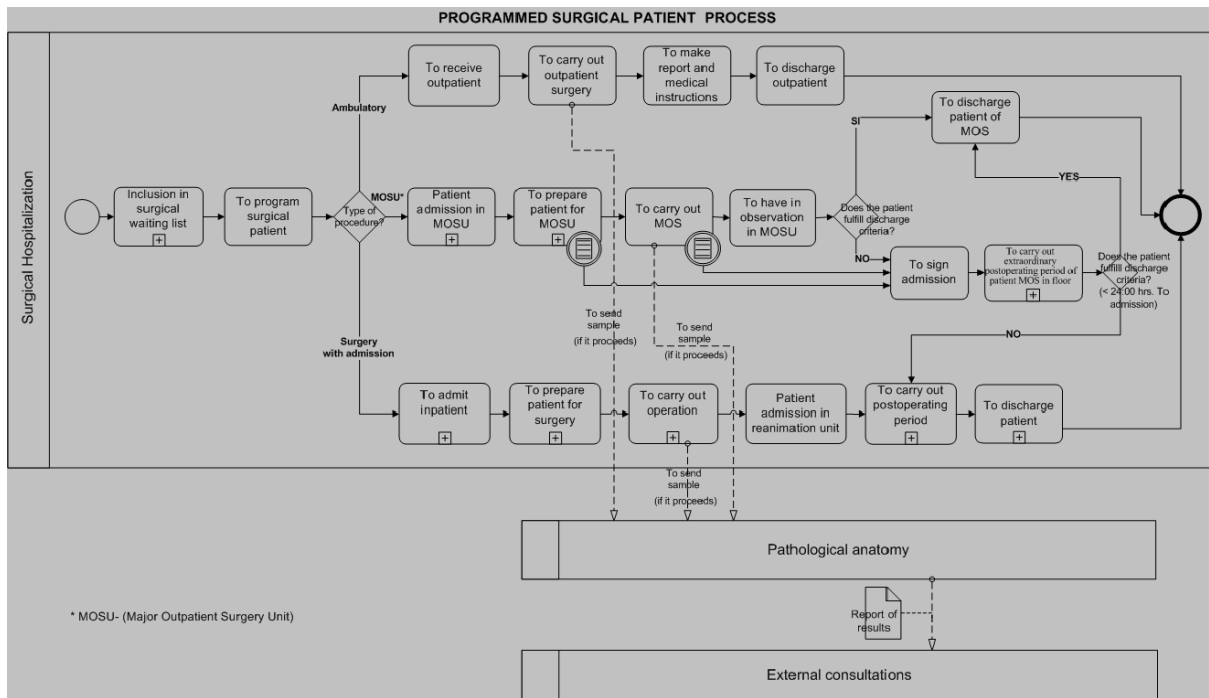 PROGRAMMED SURGICAL PATIENT PROCESS
Surgical Hospitalization
To receive
outpatient
To carry out
outpatient
surgery
To make
report and
medical
instructions
To discharge
outpatient
Ambulatory
SI
To discharge
patient of
MOS
YES
Inclusion in
surgical
waiting list
To program
surgical
patient
Type of
procedure?
MOSU*
Patient
admission in
MOSU
To prepare
patient for
MOSU
To carry out
MOS
To have in
observation
in MOSU
Does the patient
fulfill discharge
criteria?
NO
To sign
admission
To carry out
extraordinary
postoperating period of
patient MOS in floor
Does the patient
fulfilll discharge
criteria?
(< 24:00 hrs. To
admission)
To send
sample
(if it proceeds)
To send
sample
(if it proceeds)
NO
Surgery
with admission
To admit
inpatient
To prepare
patient for
surgery
To carry out
operation
Patient
admission in
reanimation unit
To carry out
postoperating
period
To discharge
patient
To send
sample
(if it proceeds)
Pathological anatomy
Report of
results
* MOSU- (Major Outpatient Surgery Unit)
External consultations